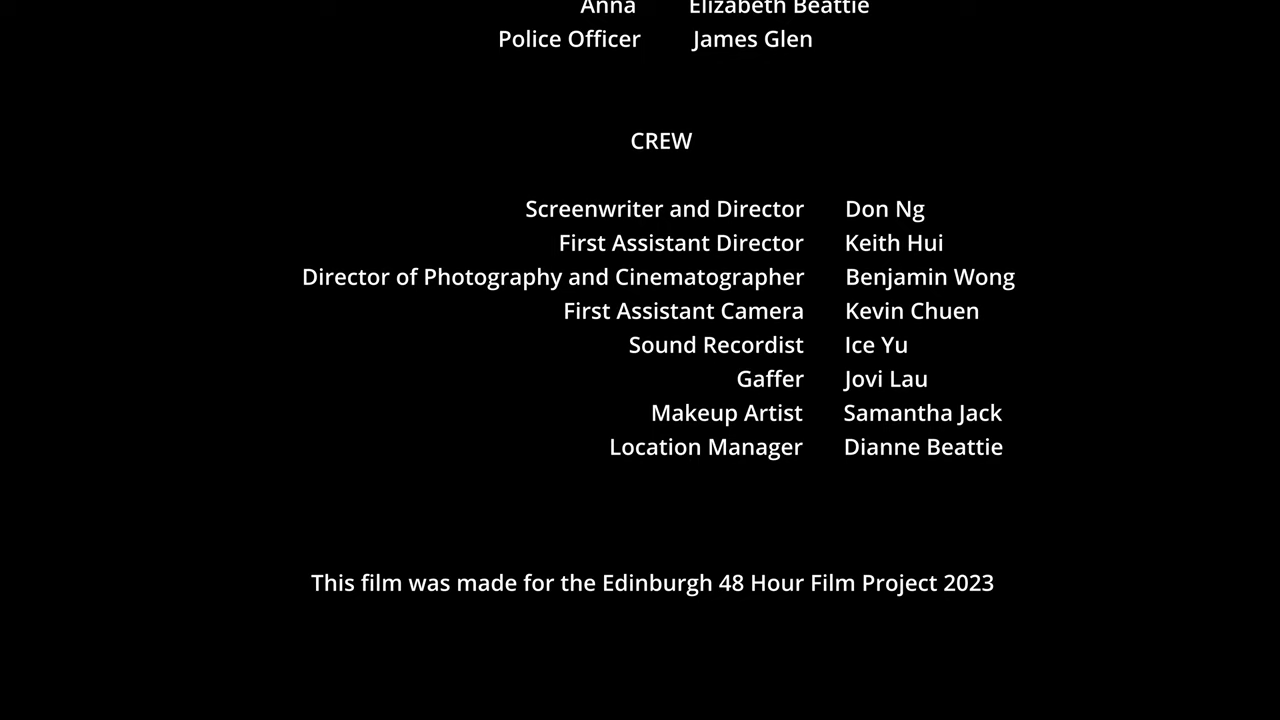 Anna Elizabeth Beattie
Police Officer James Glen
CREW
Screenwriter and Director Don Ng
First Assistant Director Keith Hui
Director of Photography and Cinematographer Benjamin Wong
First Assistant Camera Kevin Chuen
Sound Recordist Ice Yu
Gaffer Jovi Lau
Makeup Artist Samantha Jack
Location Manager Dianne Beattie
This film was made for the Edinburgh 48 Hour Film Project 2023